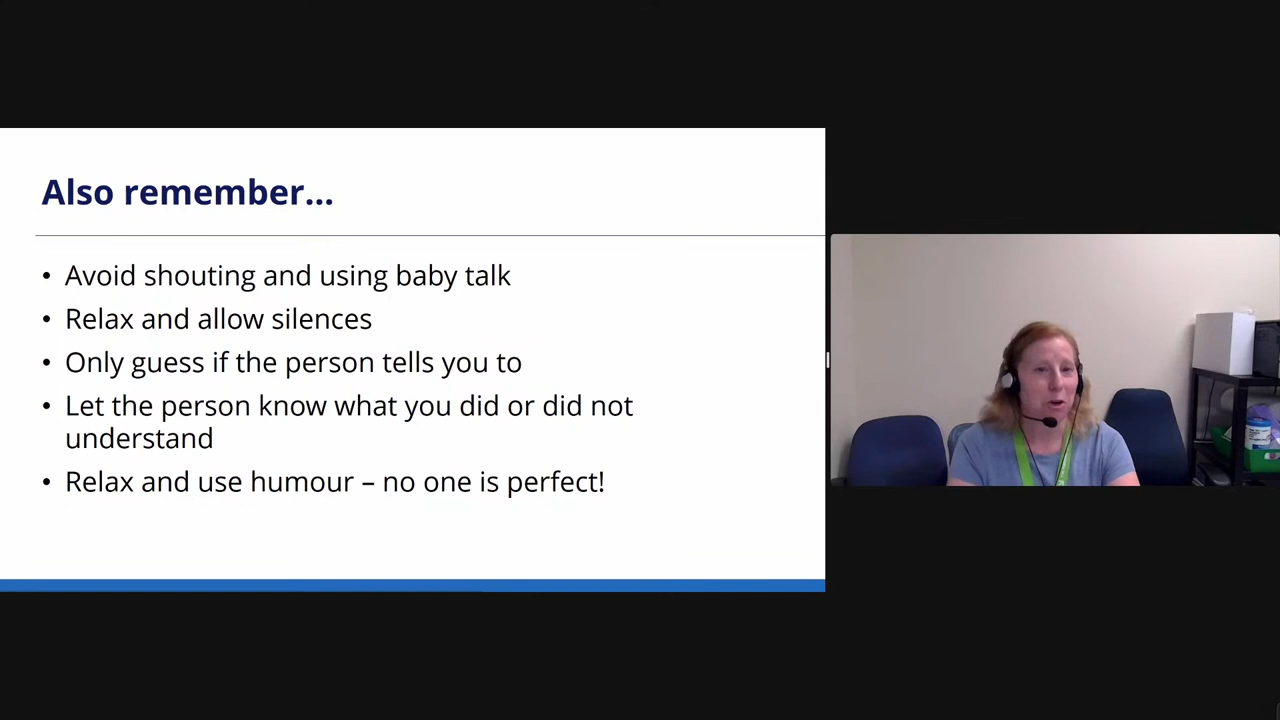 Also remember...
• Avoid shouting and using baby talk
• Relax and allow silences
• Only guess if the person tells you to
• Let the person know what you did or did not
understand
• Relax and use humour – no one is perfect!